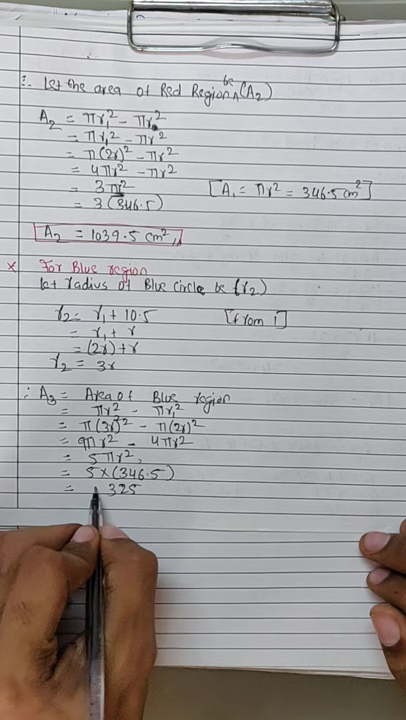 ∴ Let the area of Red Region be (A₂)
A₂ = πr₁² - πr²
= πr₁² - πr²
= π(2r)² - πr²
= 4πr² - πr²
= 3πr² [A₁ = πr² = 346.5 cm²]
= 3(346.5)
A₂ = 1039.5 cm²,,
× For Blue region
let radius of Blue Circle be (r₂)
r₂ = r₁ + 10.5 [from 1]
= r₁ + r
= (2r) + r
r₂ = 3r
∴ A₃ = Area of Blue region
= πr₂² - πr₁²
= π(3r)² - π(2r)²
= 9πr² - 4πr²
= 5πr²,
= 5×(346.5)
= 325